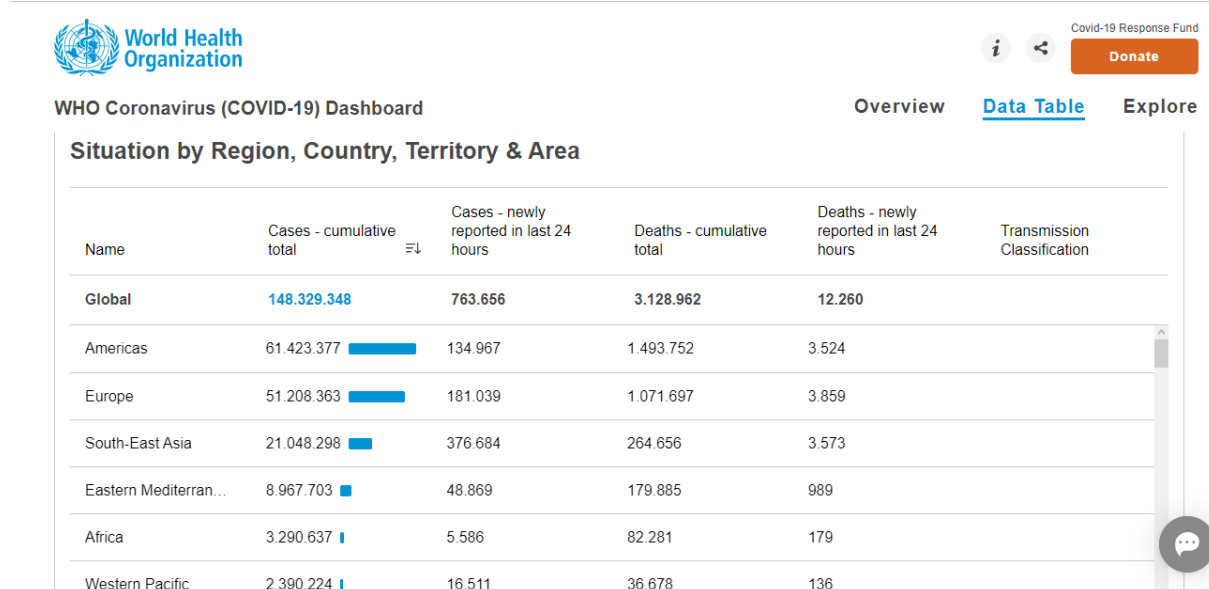 World Health
Organization
Covid-19 Response Fund
Donate
WHO Coronavirus (COVID-19) Dashboard
Overview Data Table Explore
Situation by Region, Country, Territory & Area
Name Cases - cumulative total Cases - newly reported in last 24 hours Deaths - cumulative total Deaths - newly reported in last 24 hours Transmission Classification
Global 148.329.348 763.656 3.128.962 12.260
Americas 61.423.377 134.967 1.493.752 3.524
Europe 51.208.363 181.039 1.071.697 3.859
South-East Asia 21.048.298 376.684 264.656 3.573
Eastern Mediterran... 8.967.703 48.869 179.885 989
Africa 3.290.637 5.586 82.281 179
Western Pacific 2.390.224 16.511 36.678 136